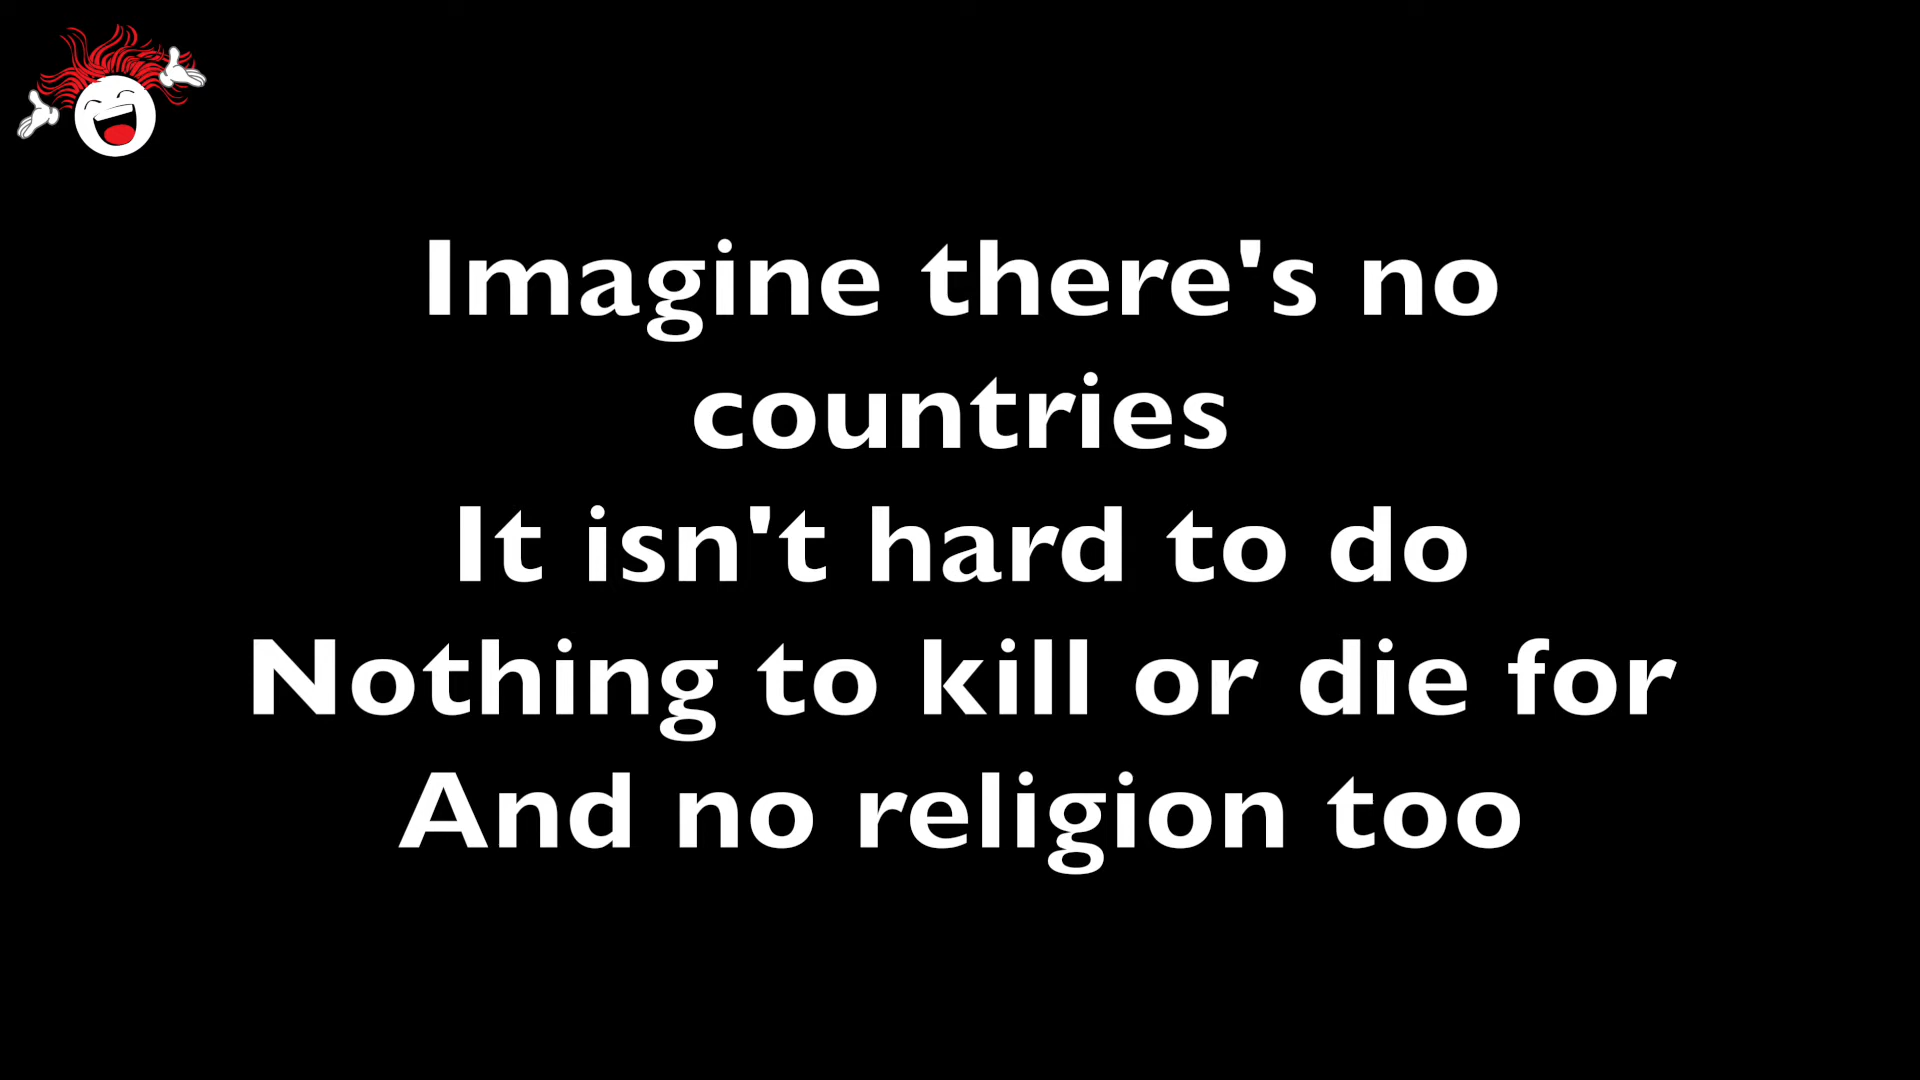 Imagine there's no
countries
It isn't hard to do
Nothing to kill or die for
And no religion too